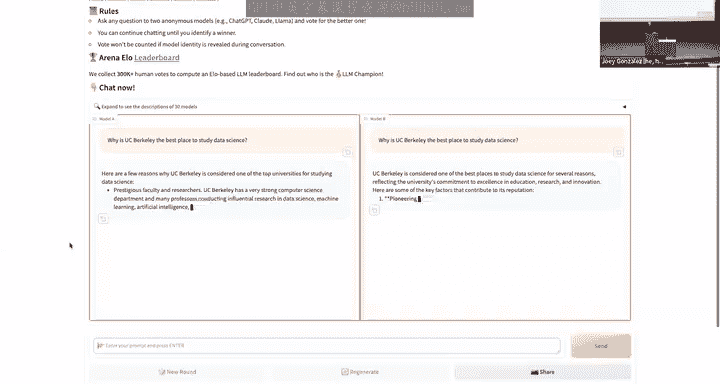 Rules
Ask any question to two anonymous models (e.g., ChatGPT, Claude, Llama) and vote for the better one!
You can continue chatting until you identify a winner.
Vote won't be counted if model identity is revealed during conversation.
Arena Elo Leaderboard
We collect 300K+ human votes to compute an Elo-based LLM leaderboard. Find out who is the LLM Champion!
Chat now!
Expand to see the descriptions of 30 models
Model A
Why is UC Berkeley the best place to study data science?
Here are a few reasons why UC Berkeley is considered one of the top universities for studying
data science:
Prestigious faculty and researchers. UC Berkeley has a very strong computer science
department and many professors conducting influential research in data science, machine
learning, artificial intelligence,
Model B
Why is UC Berkeley the best place to study data science?
UC Berkeley is considered one of the best places to study data science for several reasons,
reflecting the university's commitment to excellence in education, research, and innovation.
Here are some of the key factors that contribute to its reputation:
1. **Pioneering
Enter your prompt and press ENTER
Send
New Round
Regenerate
Share
Joey Gonzalez (he, h...